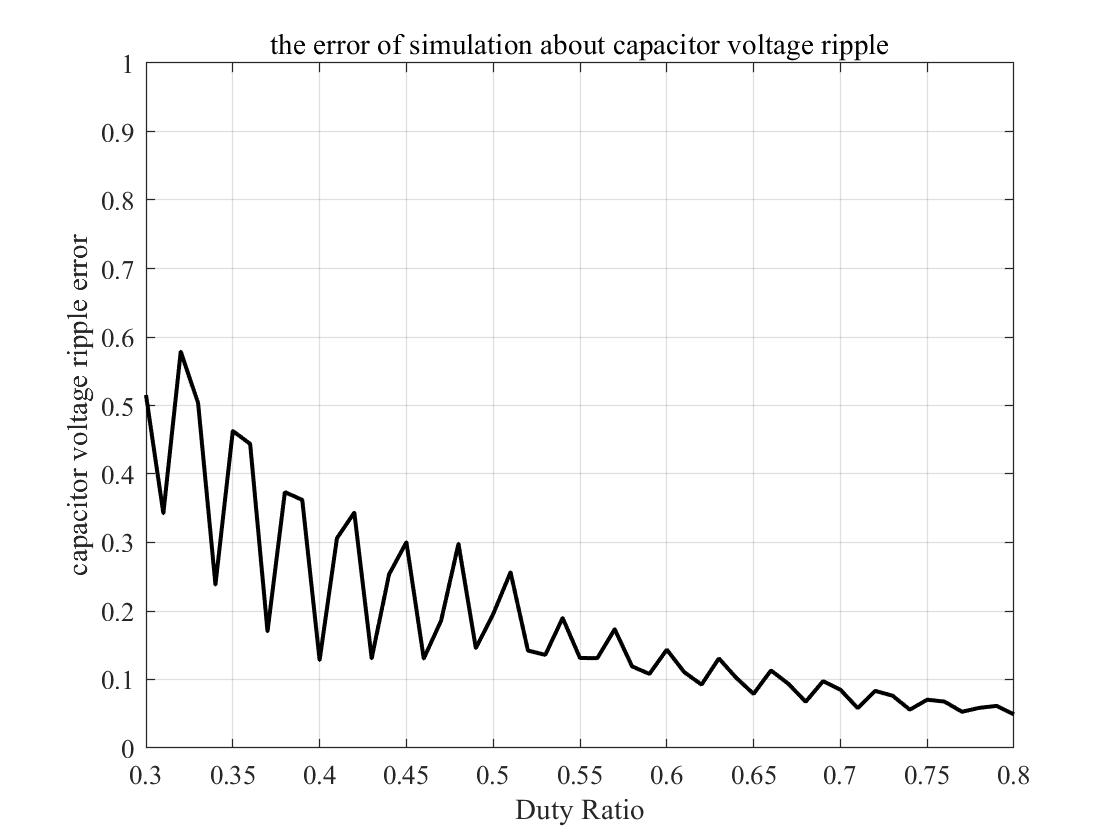 the error of simulation about capacitor voltage ripple
1
0.9
0.8
0.7
0.6
0.5
0.4
0.3
0.2
0.1
0
capacitor voltage ripple error
0.3 0.35 0.4 0.45 0.5 0.55 0.6 0.65 0.7 0.75 0.8
Duty Ratio